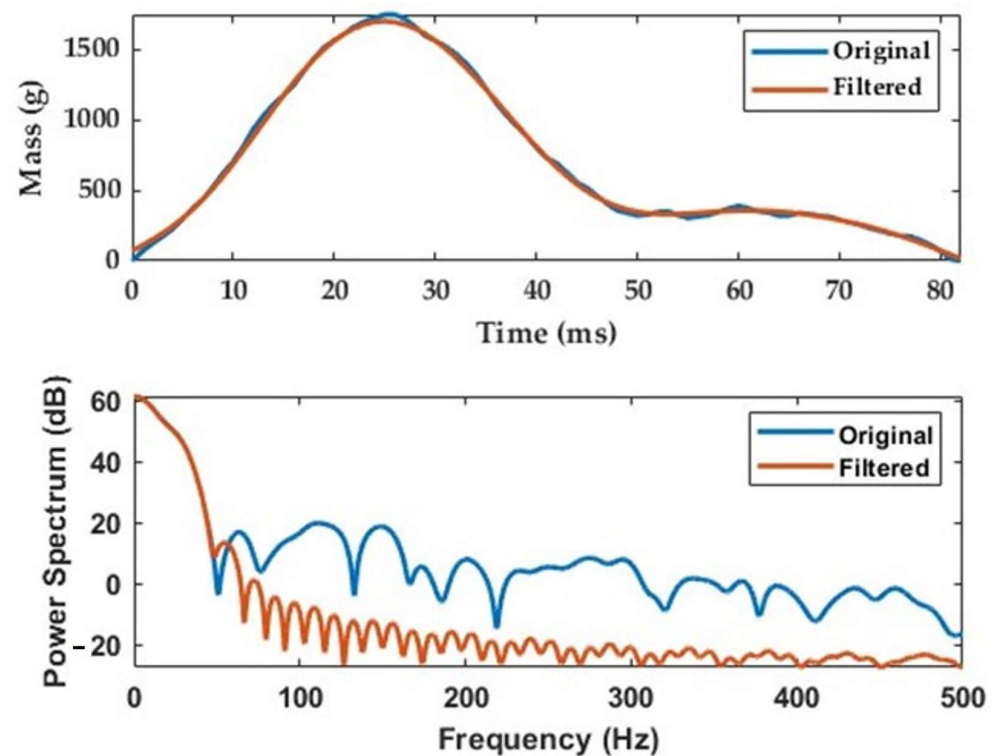 Mass (g)
1500
1000
500
0
Original
Filtered
0 10 20 30 40 50 60 70 80
Time (ms)
Power Spectrum (dB)
60
40
20
0
-20
Original
Filtered
0 100 200 300 400 500
Frequency (Hz)